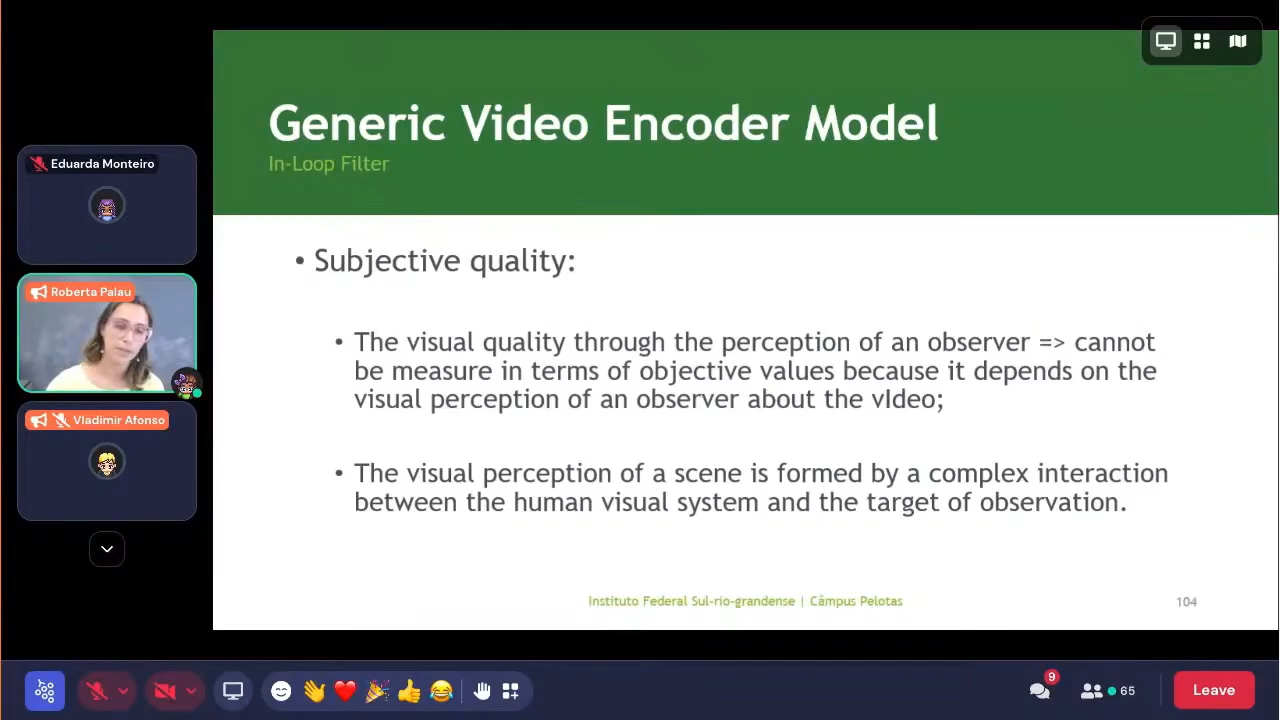 Generic Video Encoder Model
In-Loop Filter
Eduarda Monteiro
Roberta Palau
Vladimir Afonso
• Subjective quality:
• The visual quality through the perception of an observer => cannot
be measure in terms of objective values because it depends on the
visual perception of an observer about the vIdeo;
• The visual perception of a scene is formed by a complex interaction
between the human visual system and the target of observation.
Instituto Federal Sul-rio-grandense | Câmpus Pelotas
104
9
65
Leave